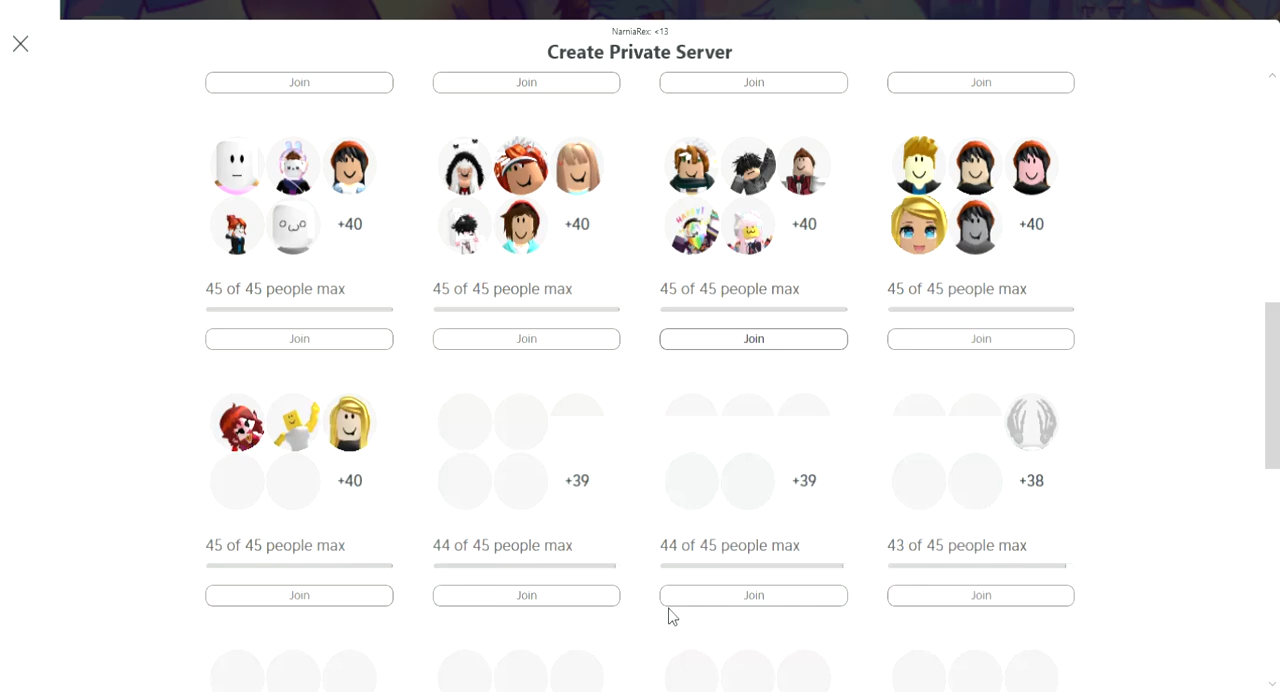 NarniaRex: <13
Create Private Server
Join Join Join Join
+40 +40 +40 +40
45 of 45 people max 45 of 45 people max 45 of 45 people max 45 of 45 people max
Join Join Join Join
+40 +39 +39 +38
45 of 45 people max 44 of 45 people max 44 of 45 people max 43 of 45 people max
Join Join Join Join